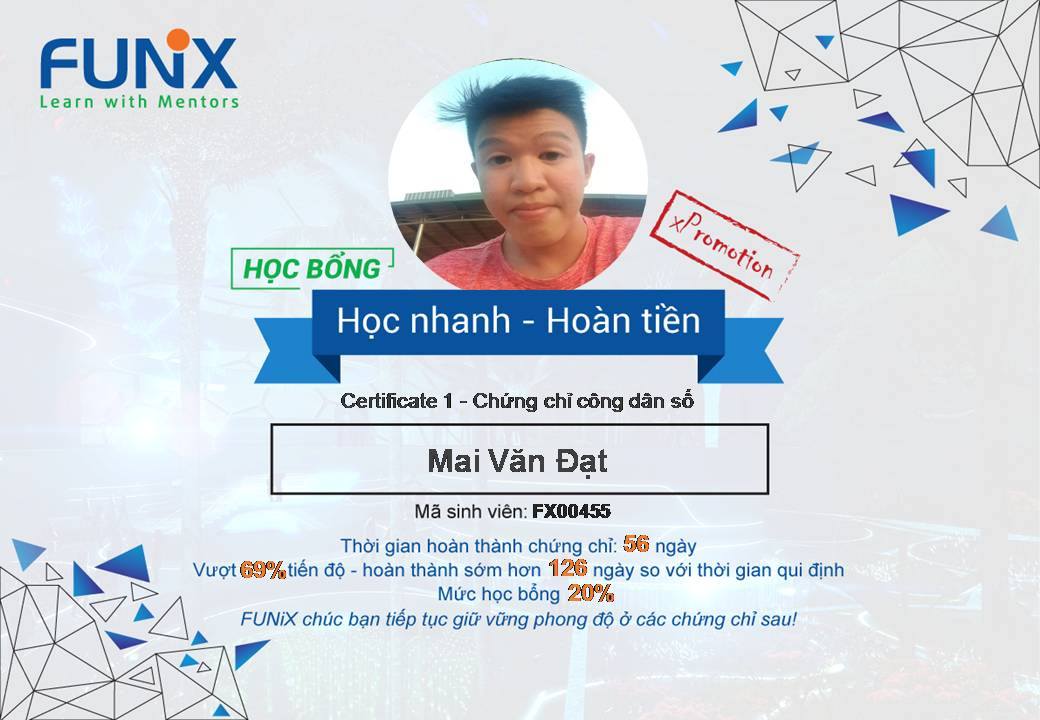 FUNiX
Learn with Mentors
xPromotion
HỌC BỔNG
Học nhanh - Hoàn tiền
Certificate 1 - Chứng chỉ công dân số
Mai Văn Đạt
Mã sinh viên: FX00455
Thời gian hoàn thành chứng chỉ: 56 ngày
Vượt 69% tiến độ - hoàn thành sớm hơn 126 ngày so với thời gian qui định
Mức học bổng 20%
FUNiX chúc bạn tiếp tục giữ vững phong độ ở các chứng chỉ sau!